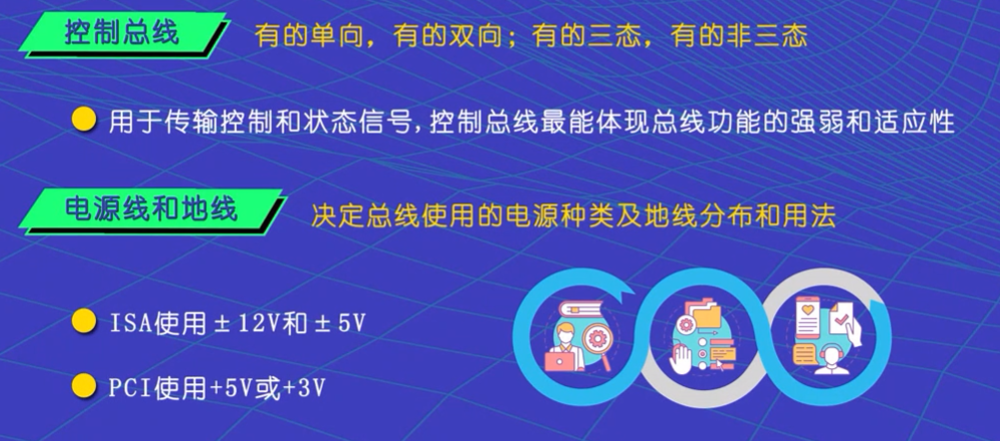 控制总线 有的单向，有的双向；有的三态，有的非三态
用于传输控制和状态信号,控制总线最能体现总线功能的强弱和适应性
电源线和地线 决定总线使用的电源种类及地线分布和用法
ISA使用±12V和±5V
PCI使用+5V或+3V